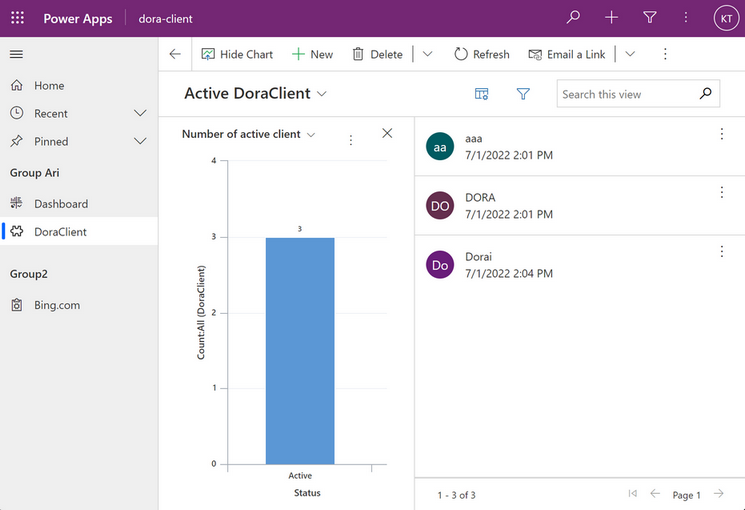 Power Apps dora-client KT
Hide Chart New Delete Refresh Email a Link
Home
Recent
Pinned
Group Ari
Dashboard
DoraClient
Group2
Bing.com
Active DoraClient
Search this view
Number of active client
4
3
2
1
0
3
Count:All (DoraClient)
Active
Status
aa
aaa
7/1/2022 2:01 PM
DO
DORA
7/1/2022 2:01 PM
Do
Dorai
7/1/2022 2:04 PM
1 - 3 of 3
Page 1